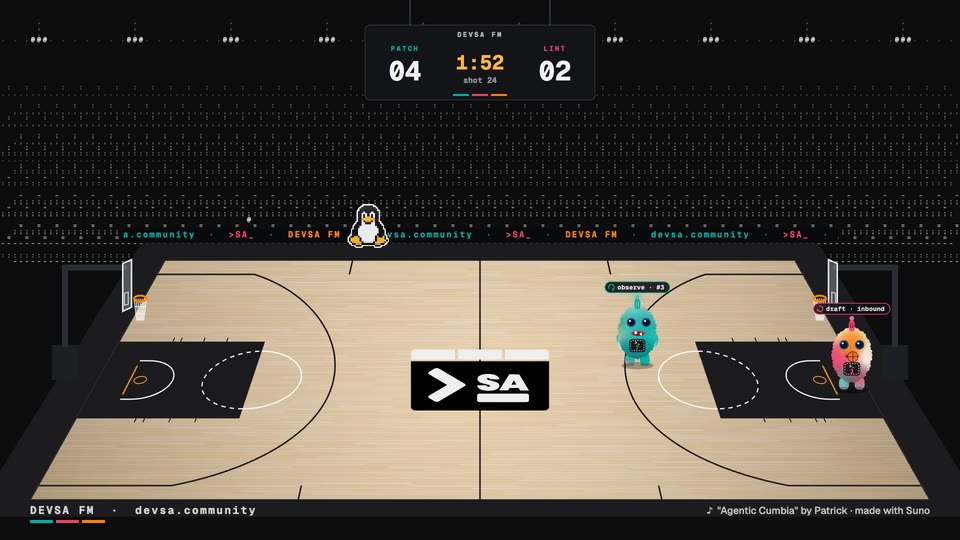 DEVSA FM
PATCH
04
1:52
shot 24
LINT
02
a.community
>SA_
DEVSA FM
vsa.community
>SA_
DEVSA FM
devsa.community
>SA_
observe · #3
draft · inbound
SA
DEVSA FM · devsa.community
♪ "Agentic Cumbia" by Patrick · made with Suno